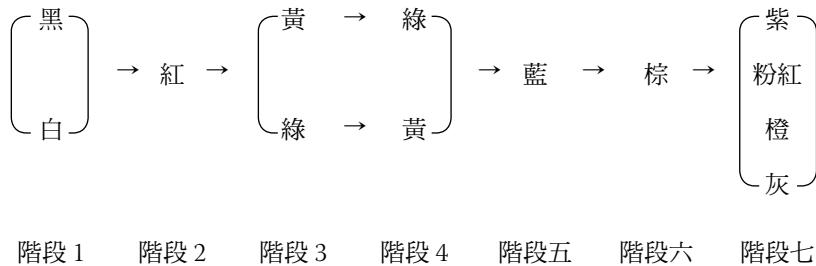 黑 黃 → 綠 紫
→ 紅 → → 藍 → 棕 → 粉紅
白 綠 → 黃 橙
灰
階段 1 階段 2 階段 3 階段 4 階段五 階段六 階段七